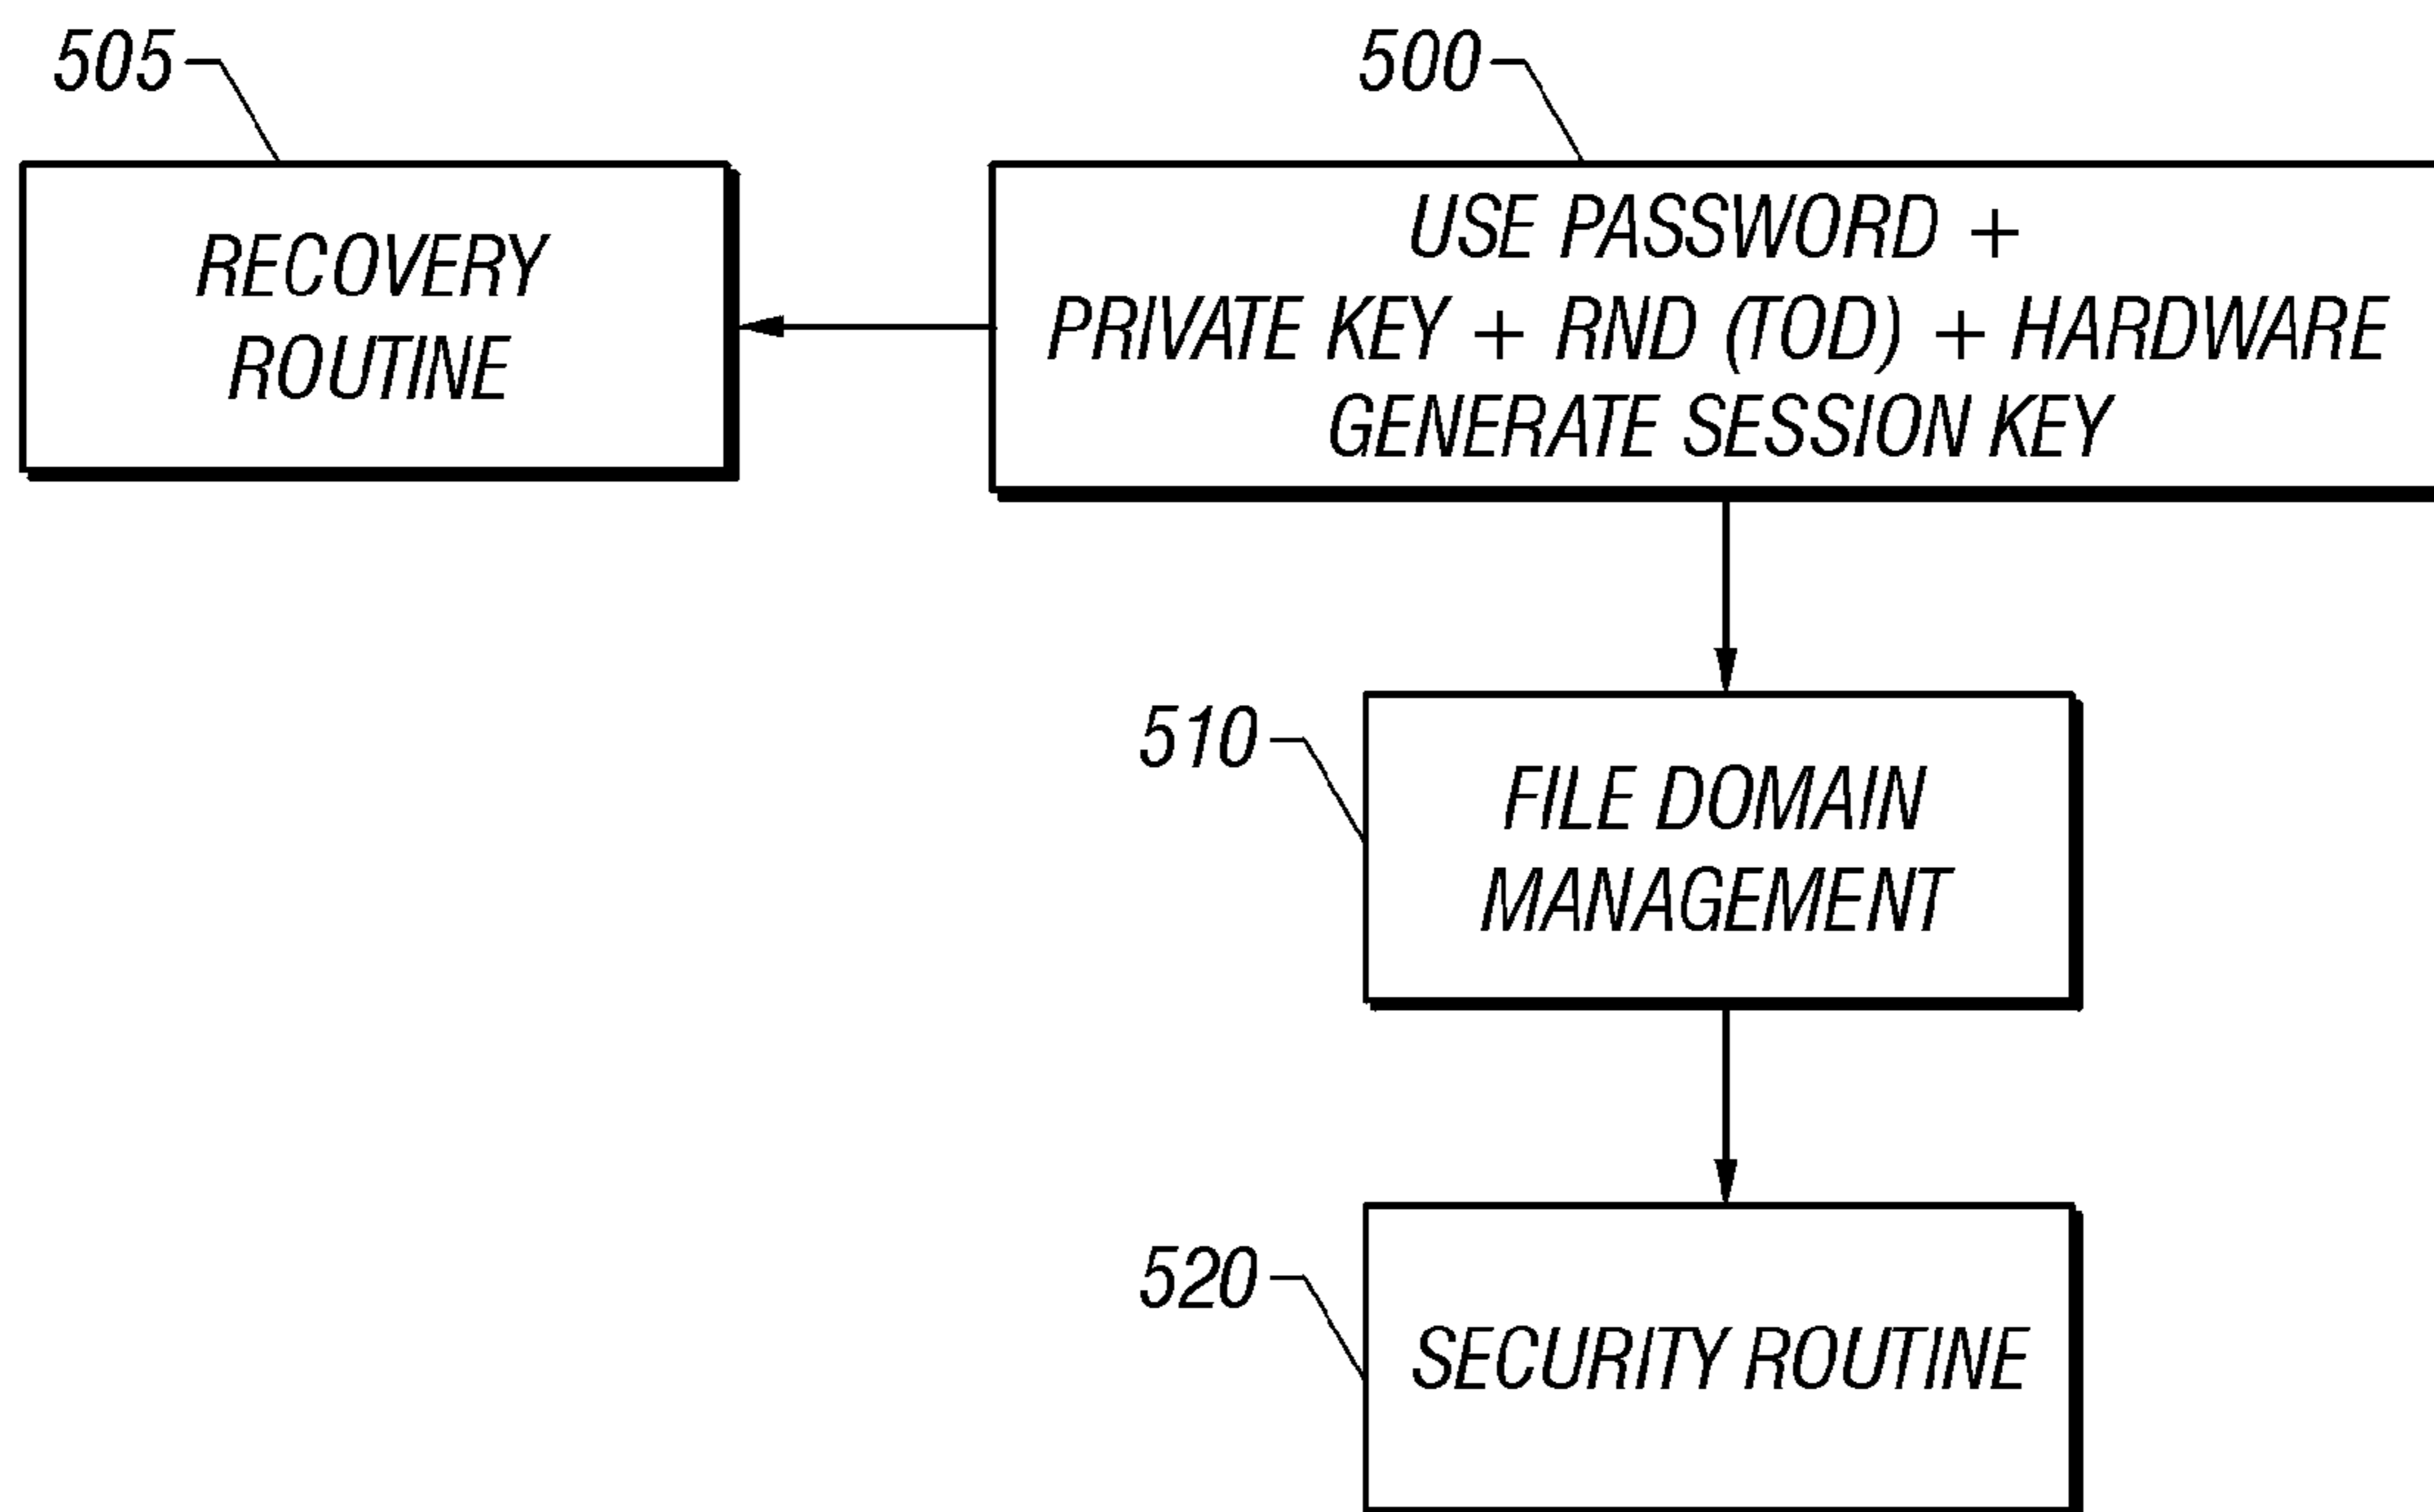 505
500
RECOVERY
ROUTINE
USE PASSWORD +
PRIVATE KEY + RND (TOD) + HARDWARE
GENERATE SESSION KEY
510
FILE DOMAIN
MANAGEMENT
520
SECURITY ROUTINE